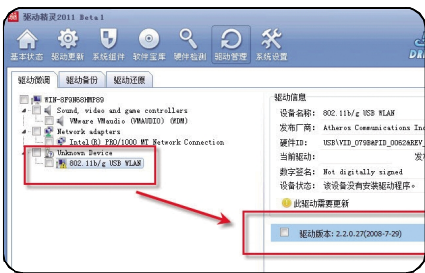 驱动精灵2011 Beta1
基本状态 驱动更新 系统组件 软件宝库 硬件检测 驱动管理 系统设置
驱动微调 驱动备份 驱动还原
WIN-8F9N68HMP89
Sound, video and game controllers
VMware VMaudio (VMAUDIO) (WDM)
Network adapters
Intel(R) PRO/1000 MT Network Connection
Unknown Device
802.11b/g USB WLAN
驱动信息
设备名称: 802.11b/g USB WLAN
发布厂商: Atheros Communications Inc
硬件ID: USB\VID_079B&PID_0062&REV_
当前驱动: 发
数字签名: Not digitally signed
设备状态: 该设备没有安装驱动程序。
此驱动需要更新
驱动版本: 2.2.0.27(2008-7-29)